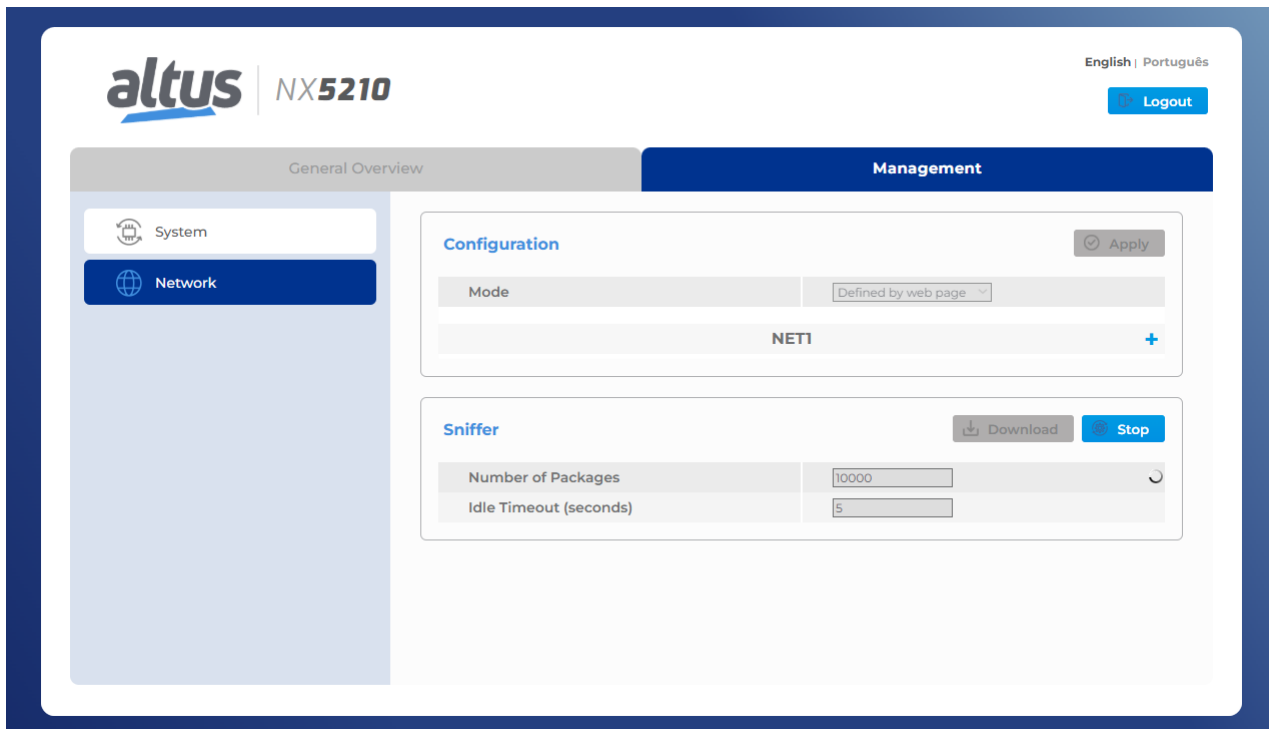 English | Português
altus NX5210
Logout
General Overview Management
System
Network
Configuration Apply
Mode Defined by web page
NET1 +
Sniffer Download Stop
Number of Packages 10000
Idle Timeout (seconds) 5